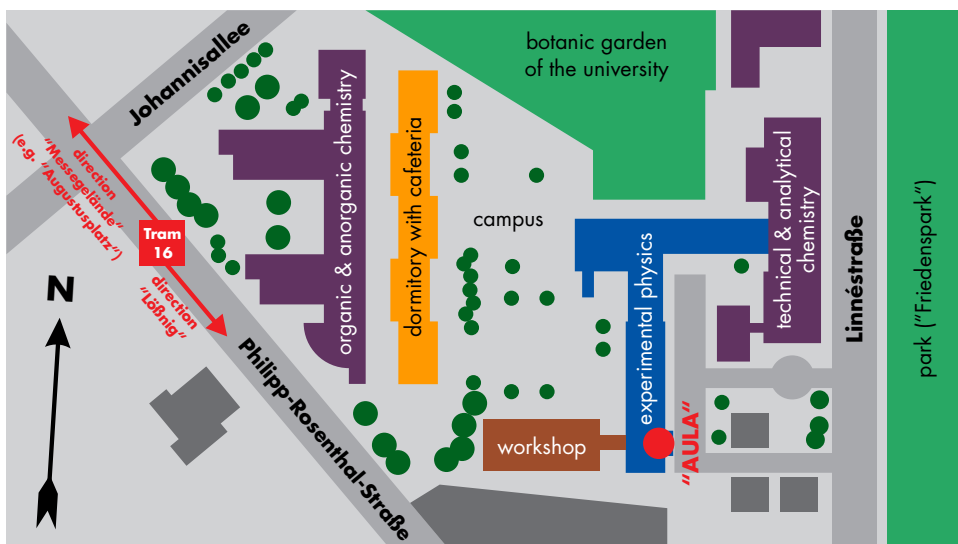 botanic garden
of the university
Johannisallee
organic & anorganic chemistry
dormitory with cafeteria
direction
"Messegelände"
(e.g. "Augustusplatz")
Tram
16
direction
"Lößnig"
campus
experimental physics
technical & analytical
chemistry
Linnéstraße
park ("Friedenspark")
N
Philipp-Rosenthal-Straße
workshop
"AULA"